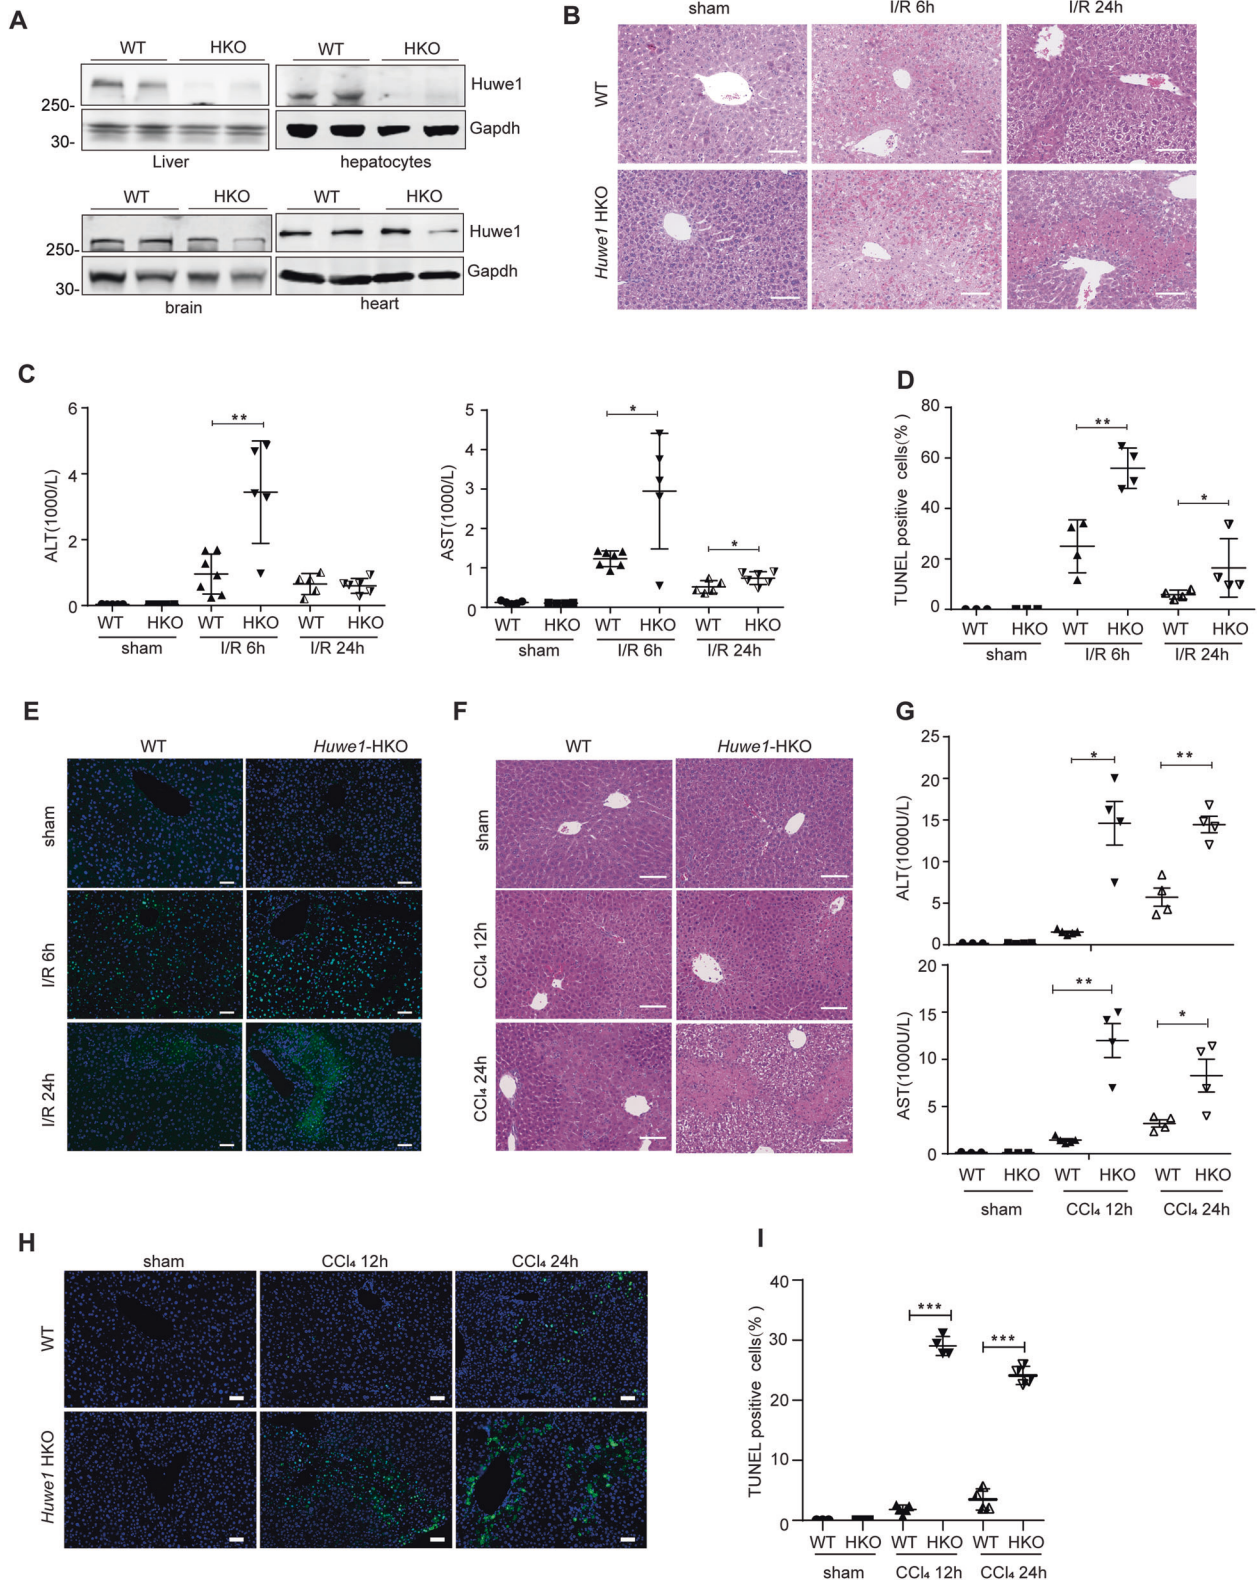 A
WT HKO WT HKO
Huwe1
250-
Gapdh
30-
Liver hepatocytes
WT HKO WT HKO
Huwe1
250-
Gapdh
30-
brain heart
B
sham I/R 6h I/R 24h
WT
Huwe1 HKO
C
ALT(1000/L)
6
4
2
0
**
WT HKO WT HKO WT HKO
sham I/R 6h I/R 24h
AST(1000/L)
5
4
3
2
1
0
*
*
WT HKO WT HKO WT HKO
sham I/R 6h I/R 24h
D
TUNEL positive cells(%)
80
60
40
20
0
**
*
WT HKO WT HKO WT HKO
sham I/R 6h I/R 24h
E
WT Huwe1-HKO
sham
I/R 6h
I/R 24h
F
WT Huwe1-HKO
sham
CCl₄ 12h
CCl₄ 24h
G
ALT(1000U/L)
25
20
15
10
5
0
*
**
AST(1000U/L)
20
15
10
5
0
**
*
WT HKO WT HKO WT HKO
sham CCl₄ 12h CCl₄ 24h
H
sham CCl₄ 12h CCl₄ 24h
WT
Huwe1 HKO
I
TUNEL positive cells(%)
40
30
20
10
0
***
***
WT HKO WT HKO WT HKO
sham CCl₄ 12h CCl₄ 24h